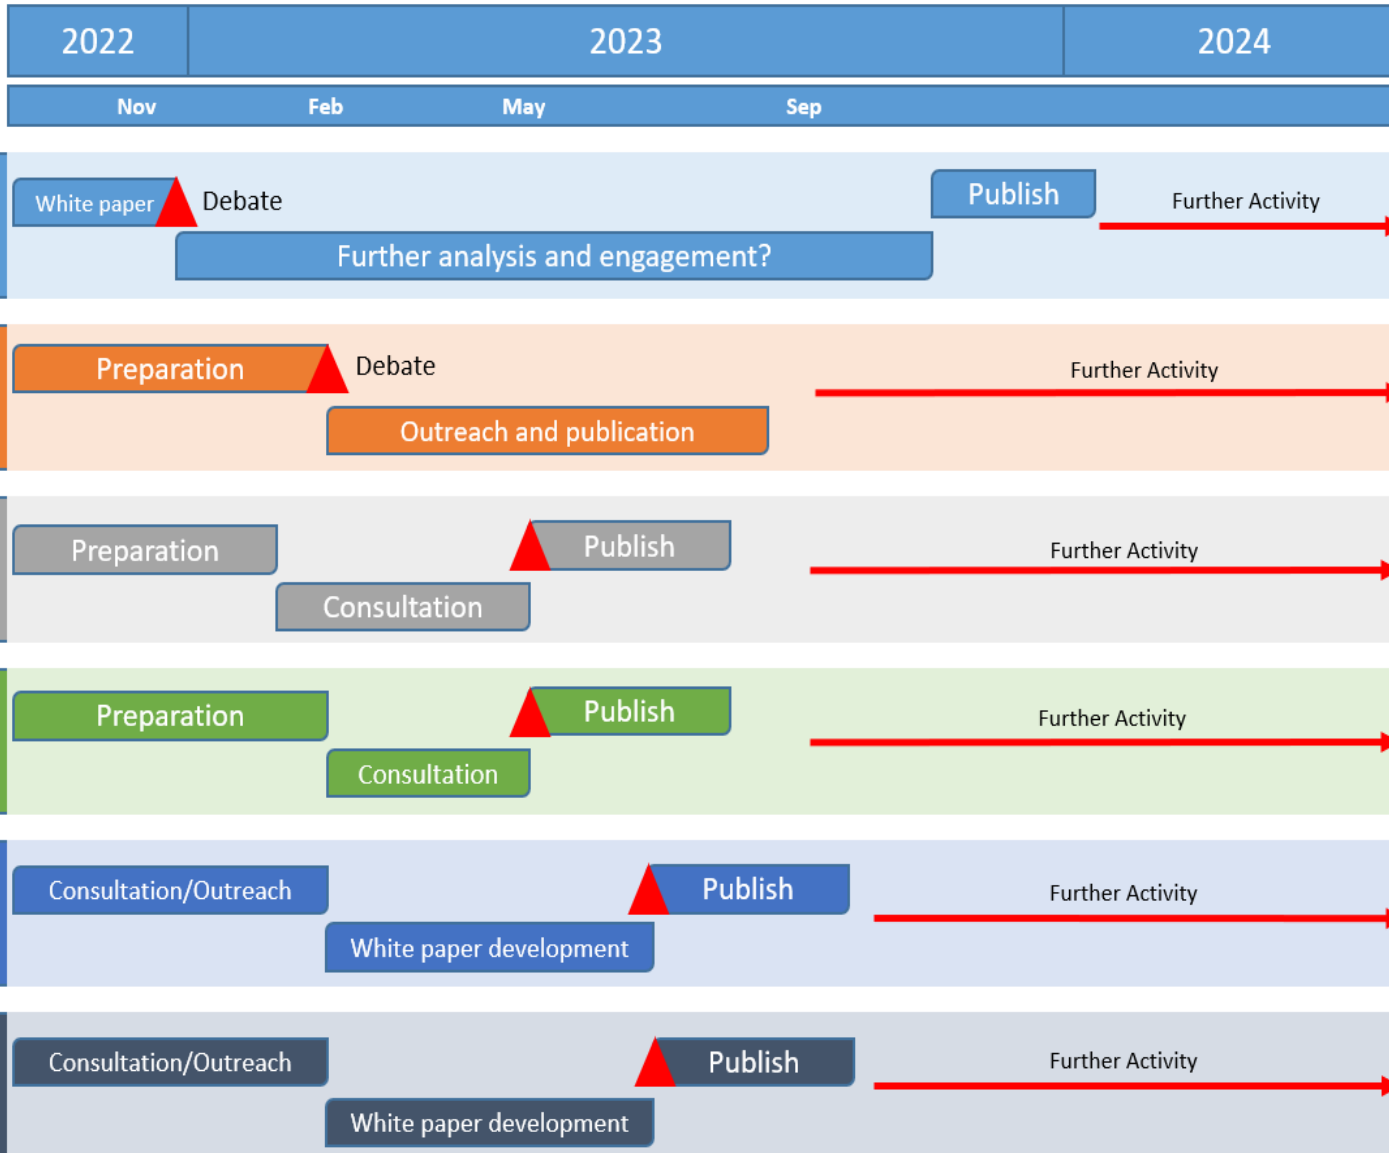 2022 2023 2024
Nov Feb May Sep
White paper
Debate
Publish
Further Activity
Further analysis and engagement?
Preparation
Debate
Further Activity
Outreach and publication
Preparation
Publish
Further Activity
Consultation
Preparation
Publish
Further Activity
Consultation
Consultation/Outreach
Publish
Further Activity
White paper development
Consultation/Outreach
Publish
Further Activity
White paper development